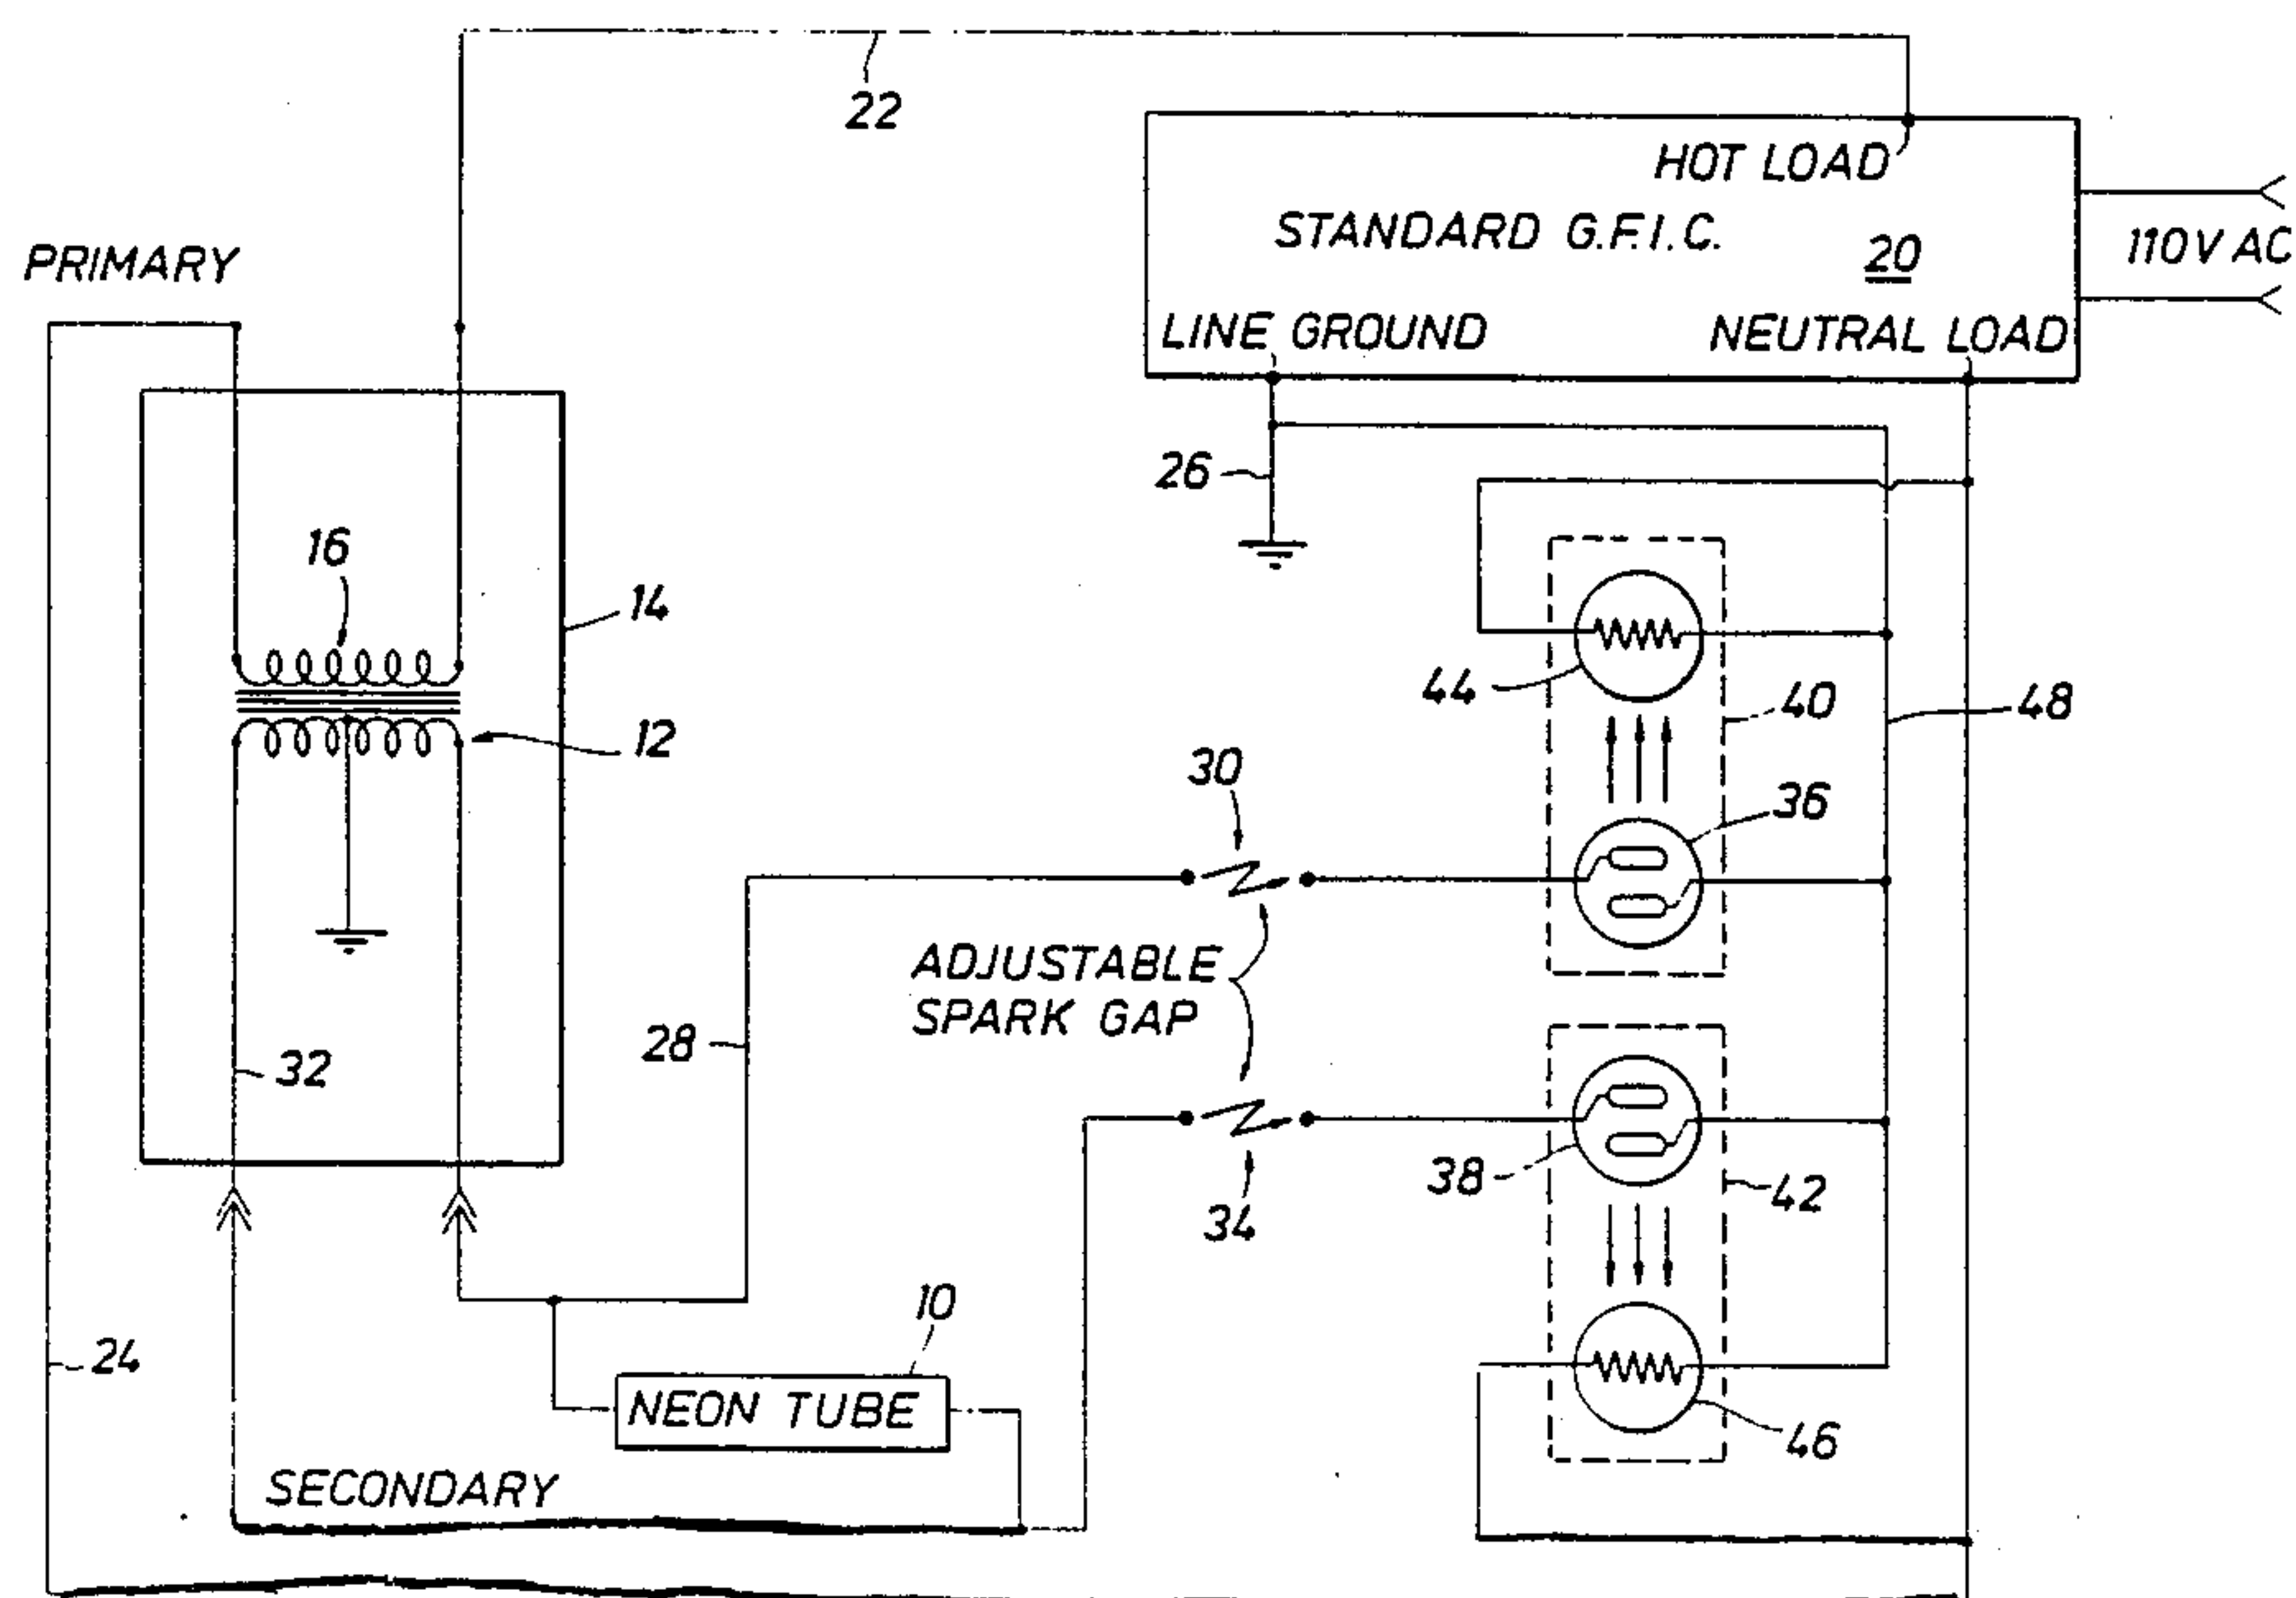 22
HOT LOAD
STANDARD G.F.I.C.
20
110V AC
LINE GROUND
NEUTRAL LOAD
PRIMARY
26
16
14
44
40
48
12
30
36
ADJUSTABLE
SPARK GAP
28
32
38
42
34
10
24
NEON TUBE
46
SECONDARY